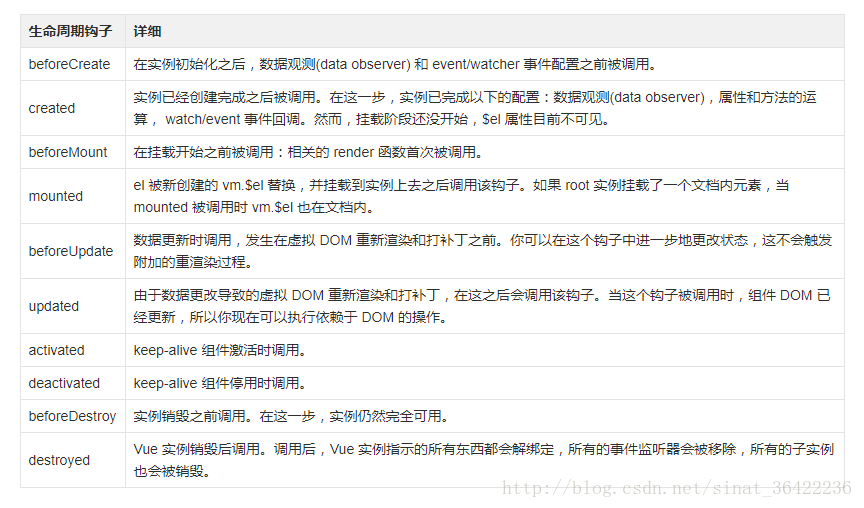 生命周期钩子 详细
beforeCreate 在实例初始化之后，数据观测(data observer) 和 event/watcher 事件配置之前被调用。
created 实例已经创建完成之后被调用。在这一步，实例已完成以下的配置：数据观测(data observer)，属性和方法的运
算， watch/event 事件回调。然而，挂载阶段还没开始，$el 属性目前不可见。
beforeMount 在挂载开始之前被调用：相关的 render 函数首次被调用。
mounted el 被新创建的 vm.$el 替换，并挂载到实例上去之后调用该钩子。如果 root 实例挂载了一个文档内元素，当
mounted 被调用时 vm.$el 也在文档内。
beforeUpdate 数据更新时调用，发生在虚拟 DOM 重新渲染和打补丁之前。你可以在这个钩子中进一步地更改状态，这不会触发
附加的重渲染过程。
updated 由于数据更改导致的虚拟 DOM 重新渲染和打补丁，在这之后会调用该钩子。当这个钩子被调用时，组件 DOM 已
经更新，所以你现在可以执行依赖于 DOM 的操作。
activated keep-alive 组件激活时调用。
deactivated keep-alive 组件停用时调用。
beforeDestroy 实例销毁之前调用。在这一步，实例仍然完全可用。
destroyed Vue 实例销毁后调用。调用后，Vue 实例指示的所有东西都会解绑定，所有的事件监听器会被移除，所有的子实例
也会被销毁。
http://blog.csdn.net/sinat_36422236